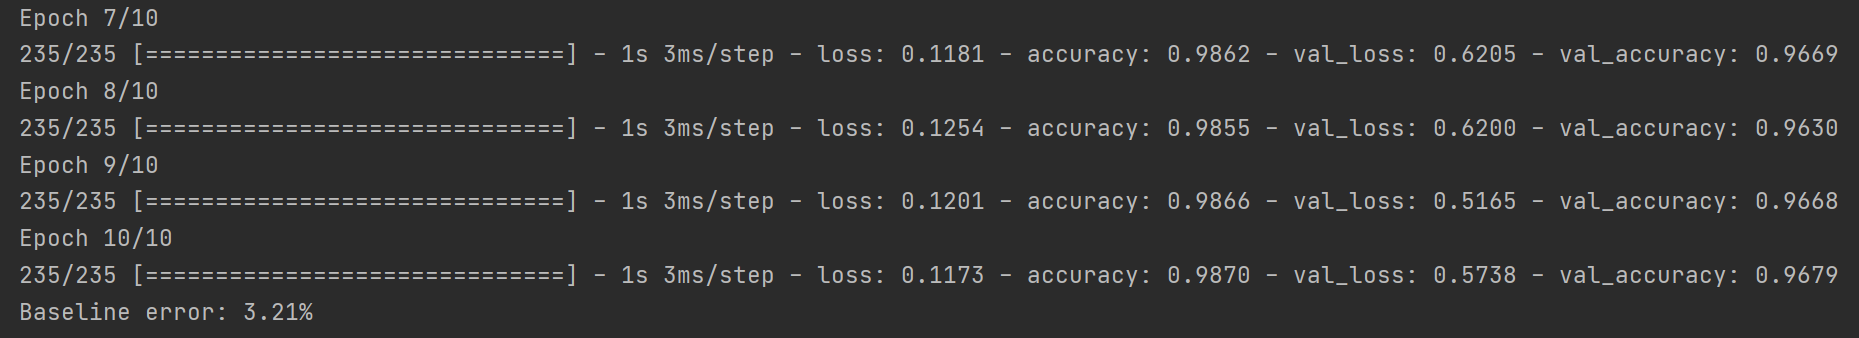 Epoch 7/10
235/235 [==============================] - 1s 3ms/step - loss: 0.1181 - accuracy: 0.9862 - val_loss: 0.6205 - val_accuracy: 0.9669
Epoch 8/10
235/235 [==============================] - 1s 3ms/step - loss: 0.1254 - accuracy: 0.9855 - val_loss: 0.6200 - val_accuracy: 0.9630
Epoch 9/10
235/235 [==============================] - 1s 3ms/step - loss: 0.1201 - accuracy: 0.9866 - val_loss: 0.5165 - val_accuracy: 0.9668
Epoch 10/10
235/235 [==============================] - 1s 3ms/step - loss: 0.1173 - accuracy: 0.9870 - val_loss: 0.5738 - val_accuracy: 0.9679
Baseline error: 3.21%